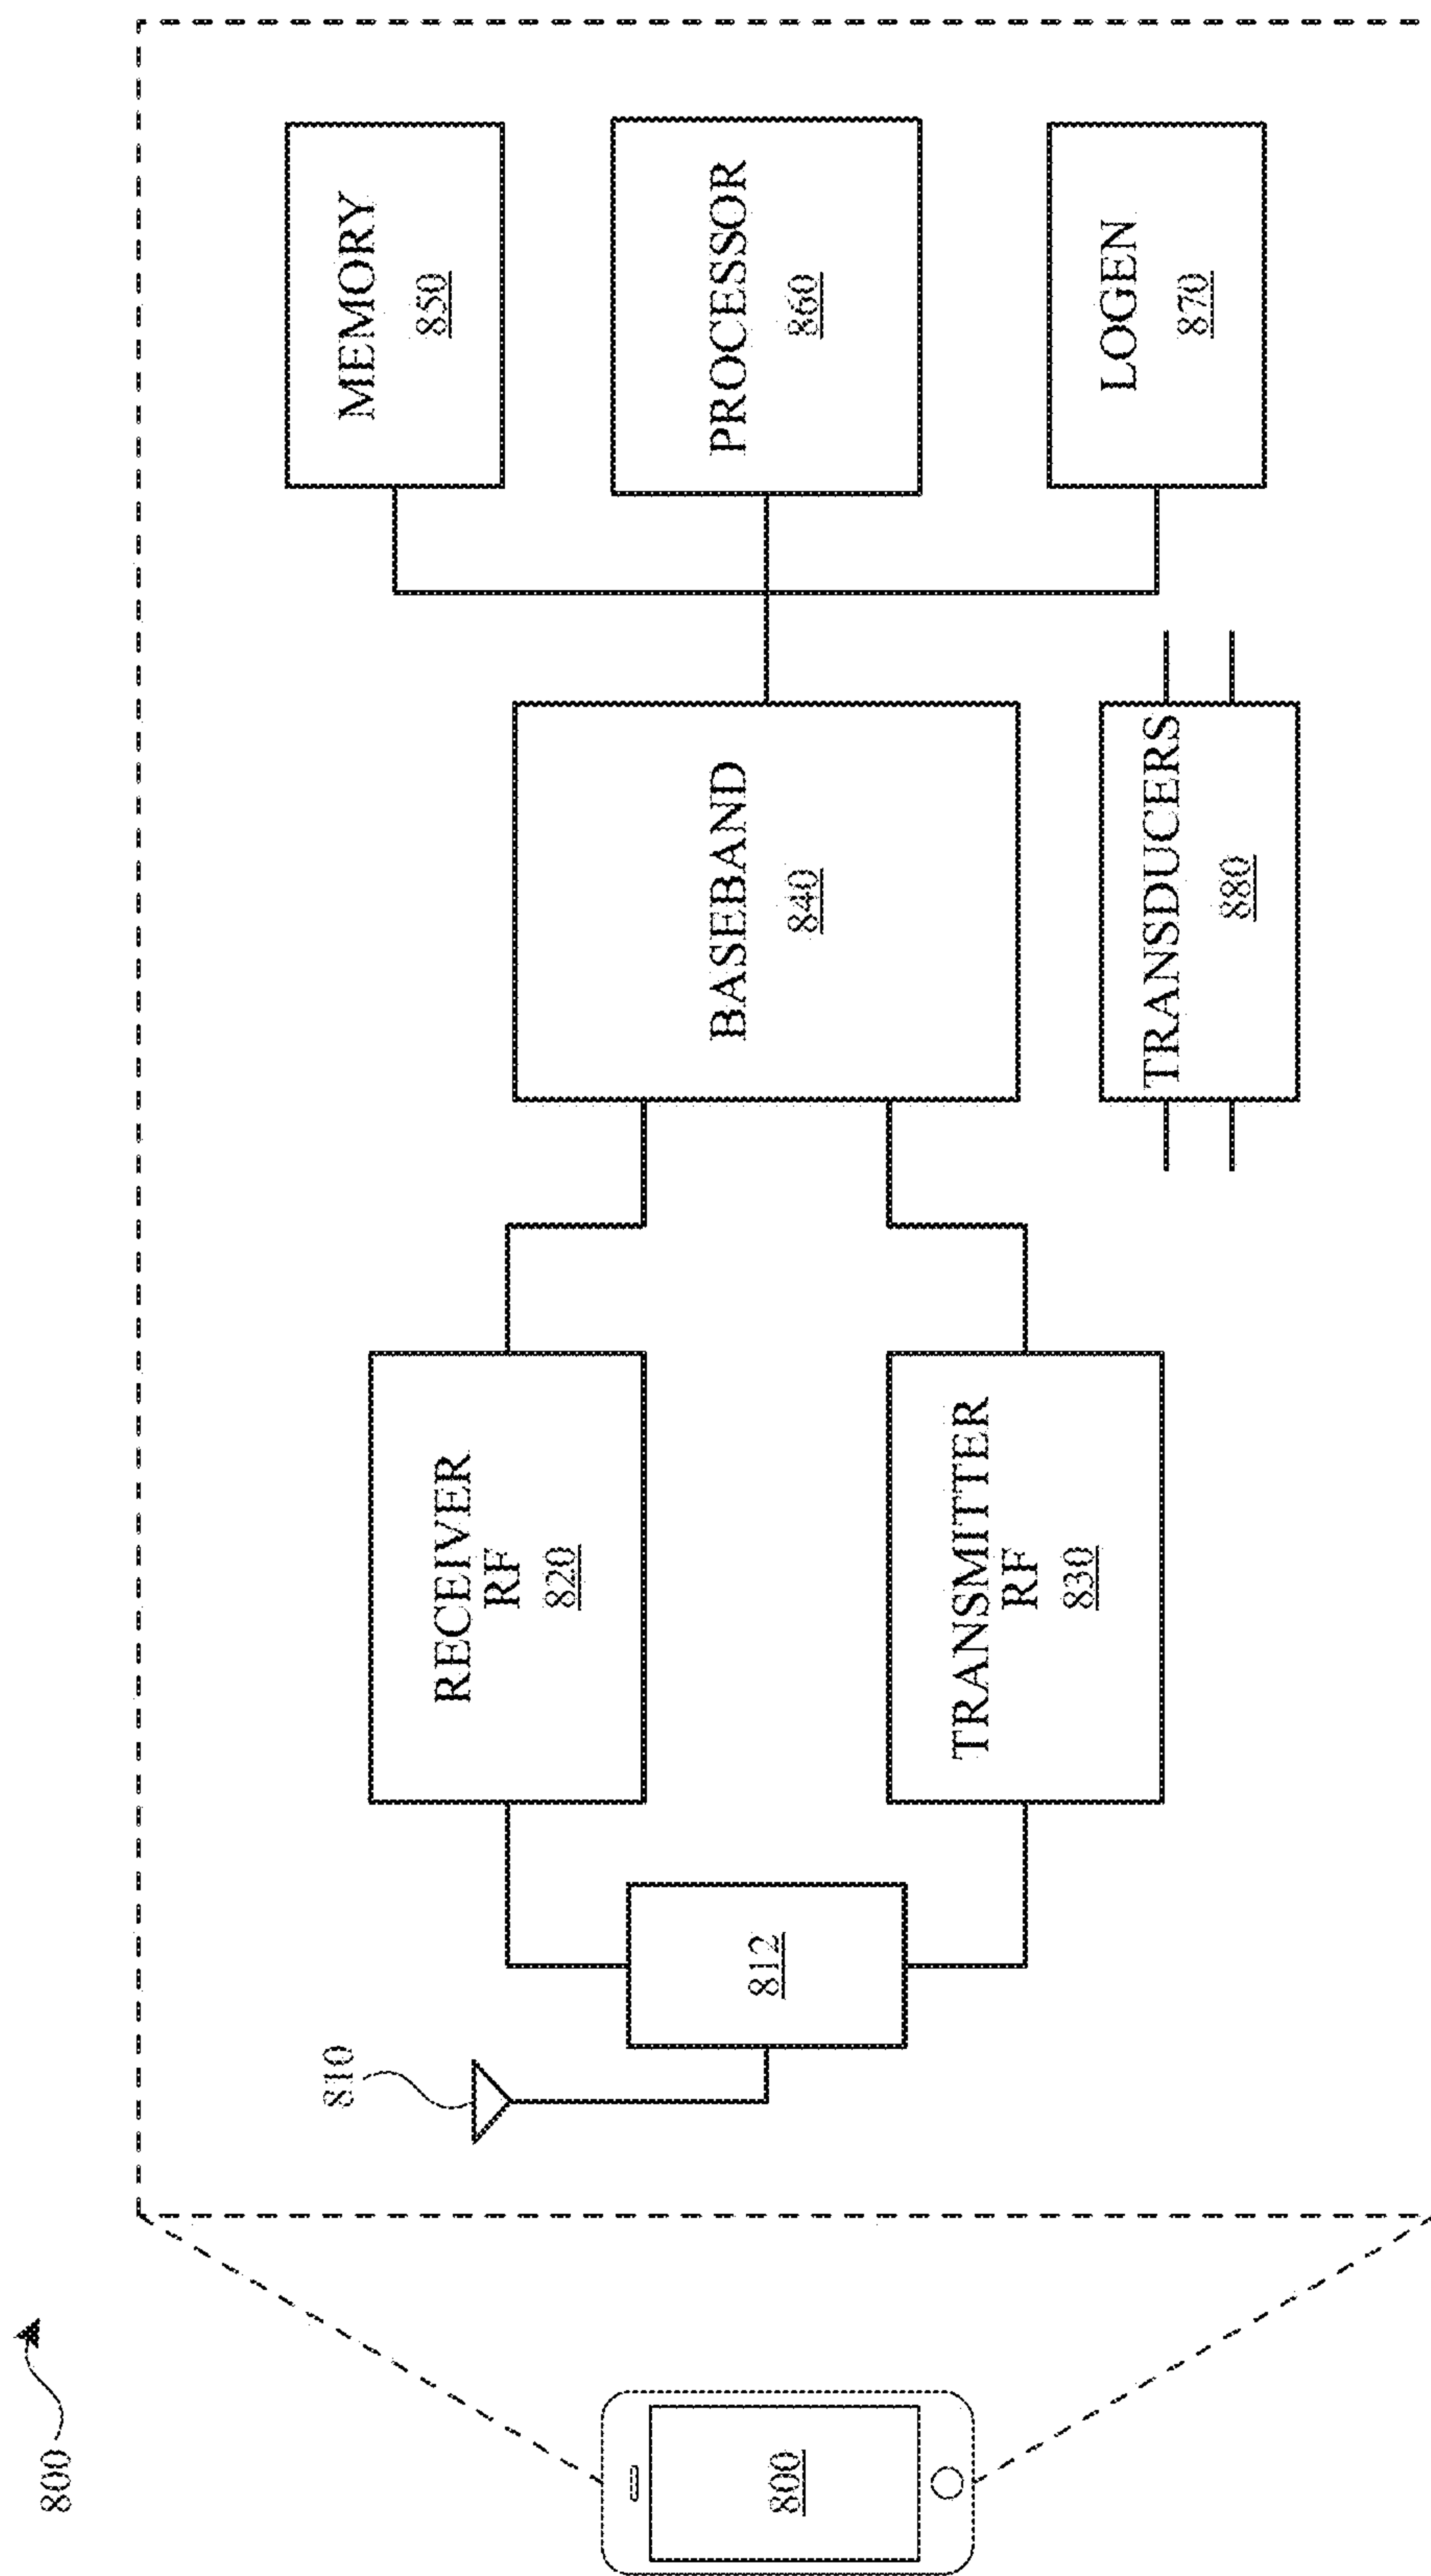 800
800
810
812
RECEIVER
RF
820
TRANSMITTER
RF
830
BASEBAND
840
TRANSDUCERS
880
MEMORY
850
PROCESSOR
860
LOGEN
870